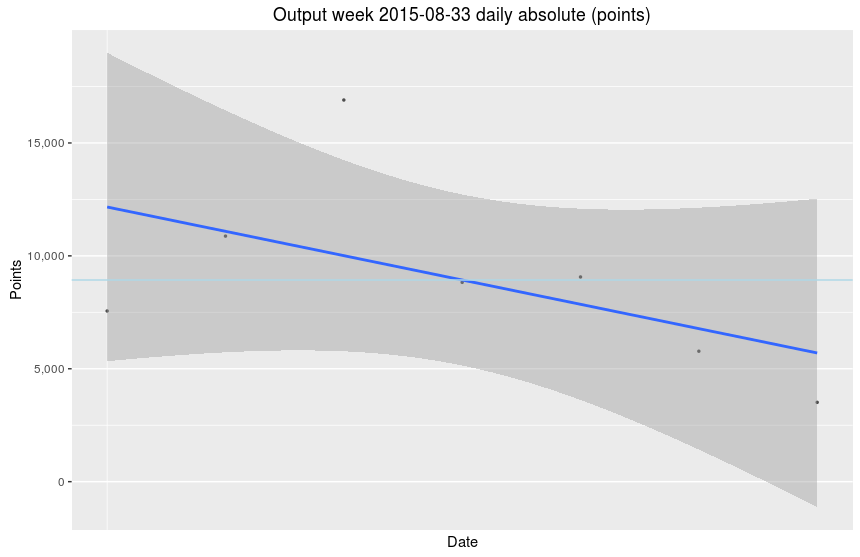 Output week 2015-08-33 daily absolute (points)
15,000
10,000
5,000
0
Points
Date